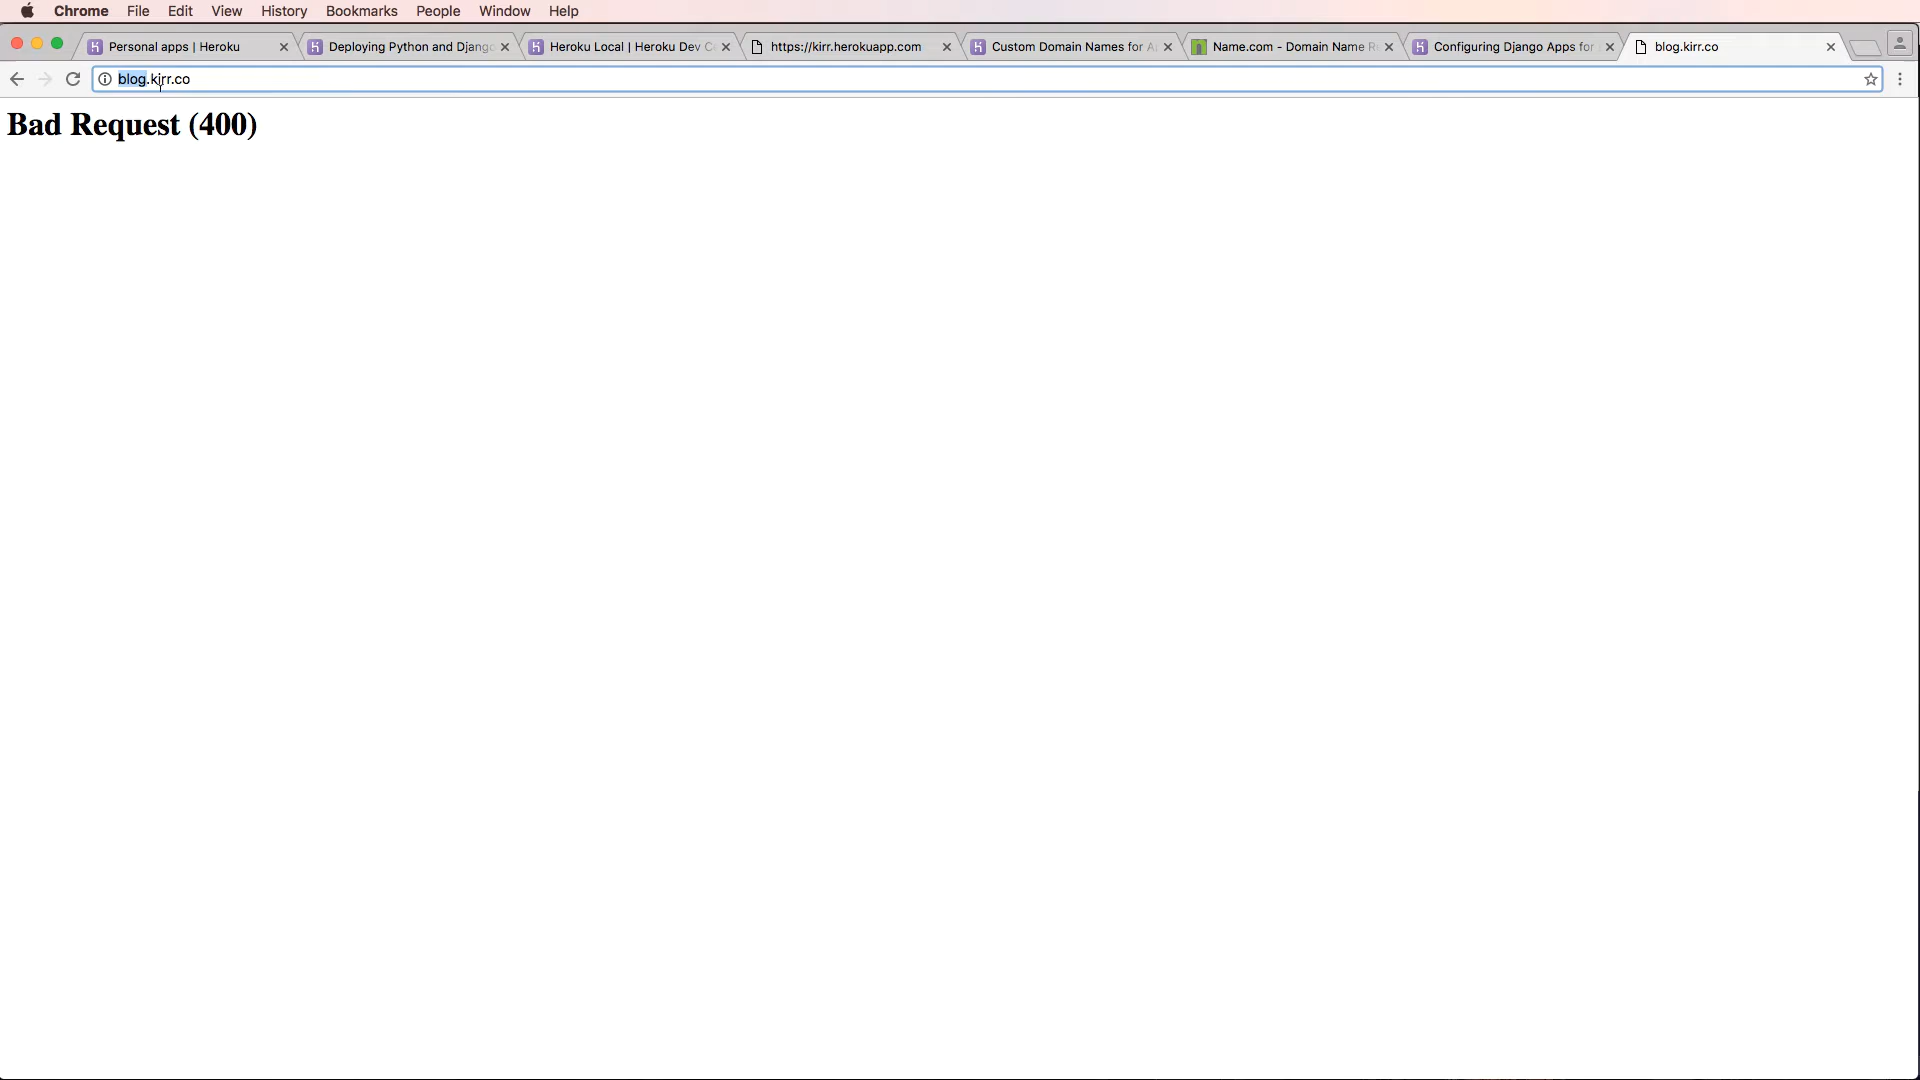 Chrome File Edit View History Bookmarks People Window Help
Personal apps | Heroku
Deploying Python and Django
Heroku Local | Heroku Dev C
https://kirr.herokuapp.com
Custom Domain Names for A
Name.com - Domain Name R
Configuring Django Apps for
blog.kirr.co
blog.kirr.co
Bad Request (400)